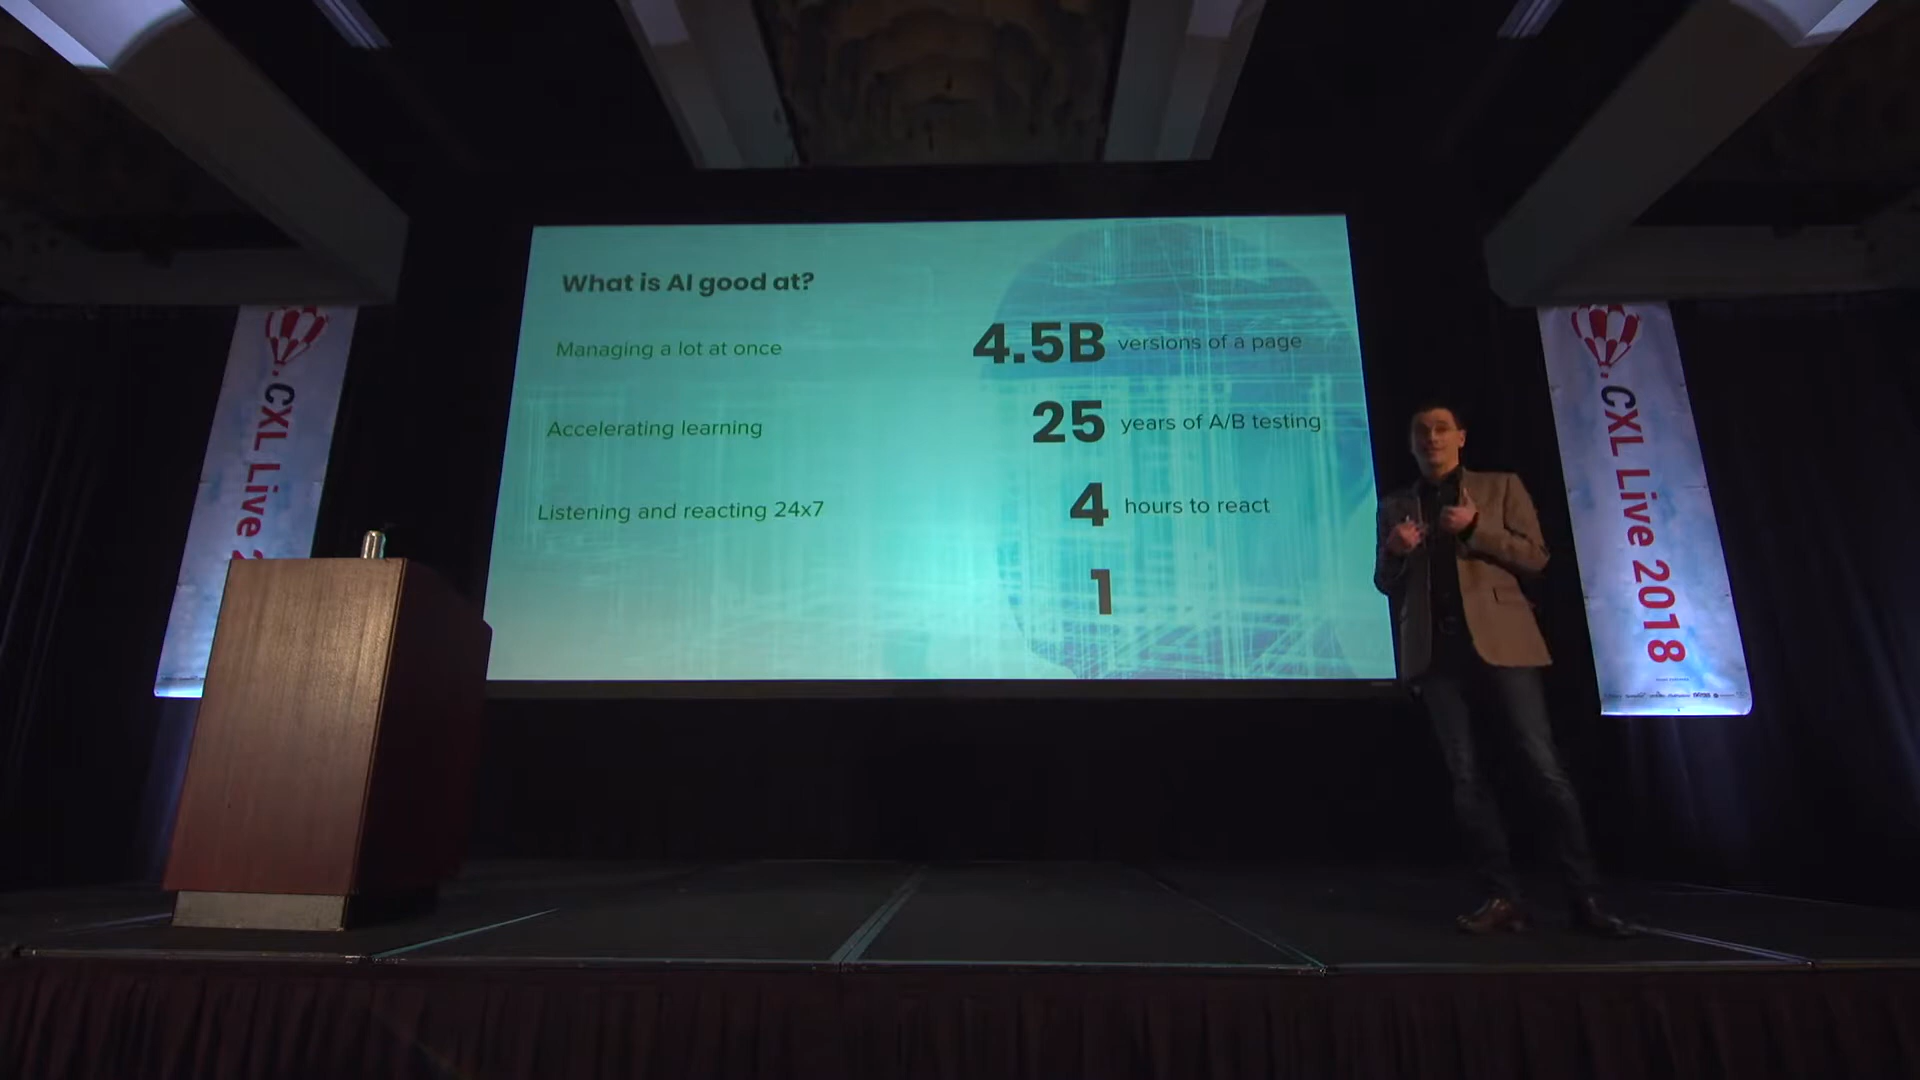 What is AI good at?
Managing a lot at once
4.5B versions of a page
Accelerating learning
25 years of A/B testing
Listening and reacting 24x7
4 hours to react
1
.CXL Live 2
.CXL Live 2018